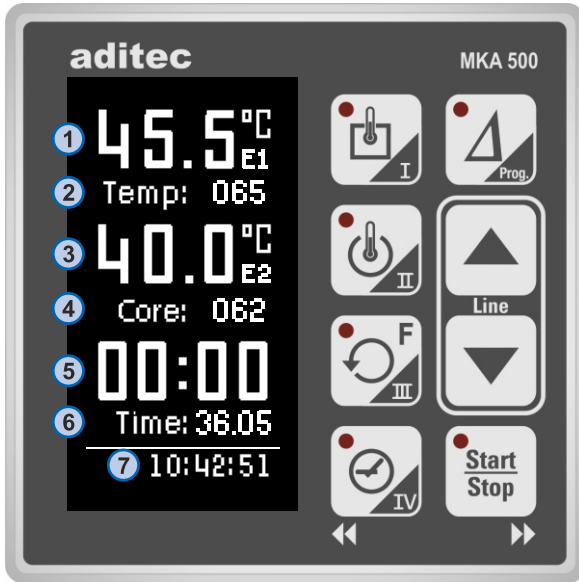 aditec
MKA 500
1
45.5°C
E1
2
Temp: 065
3
40.0°C
E2
4
Core: 062
5
00:00
6
Time: 36.05
7
10:42:51
I
Prog.
II
Line
F
III
IV
Start
Stop